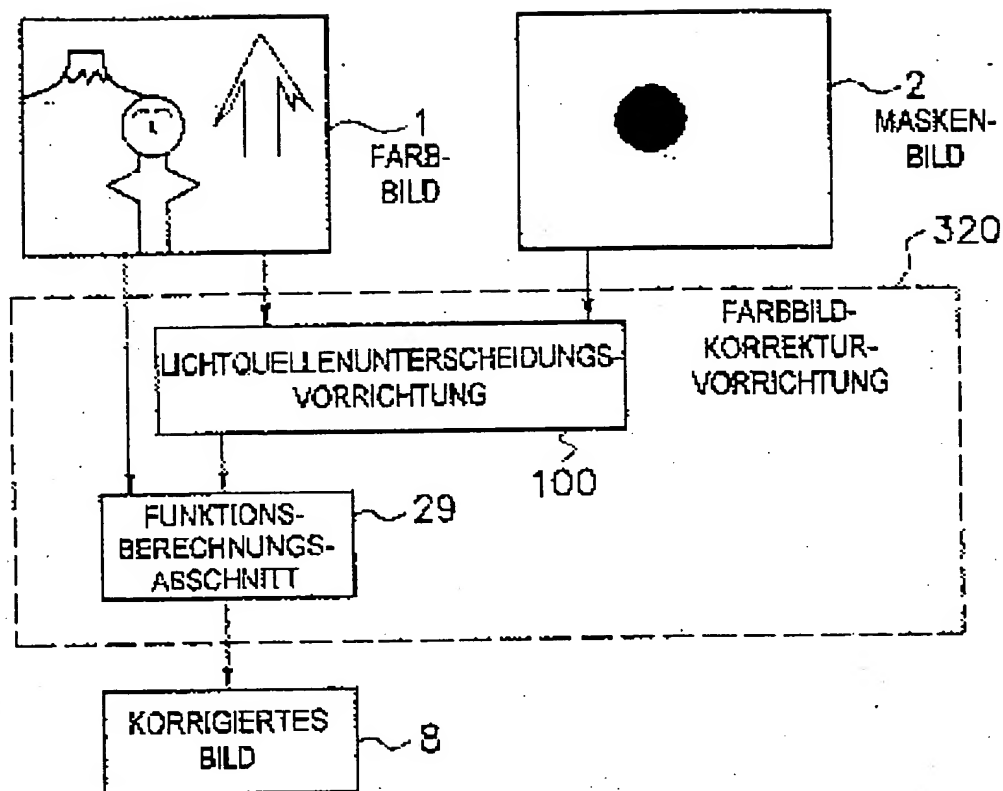 1
FARB-
BILD
2
MASKEN-
BILD
320
FARBBILD-
KORREKTUR-
VORRICHTUNG
LICHTQUELLENUNTERSCHEIDUNGS-
VORRICHTUNG
100
FUNKTIONS-
BERECHNUNGS-
ABSCHNITT
29
KORRIGIERTES
BILD
8